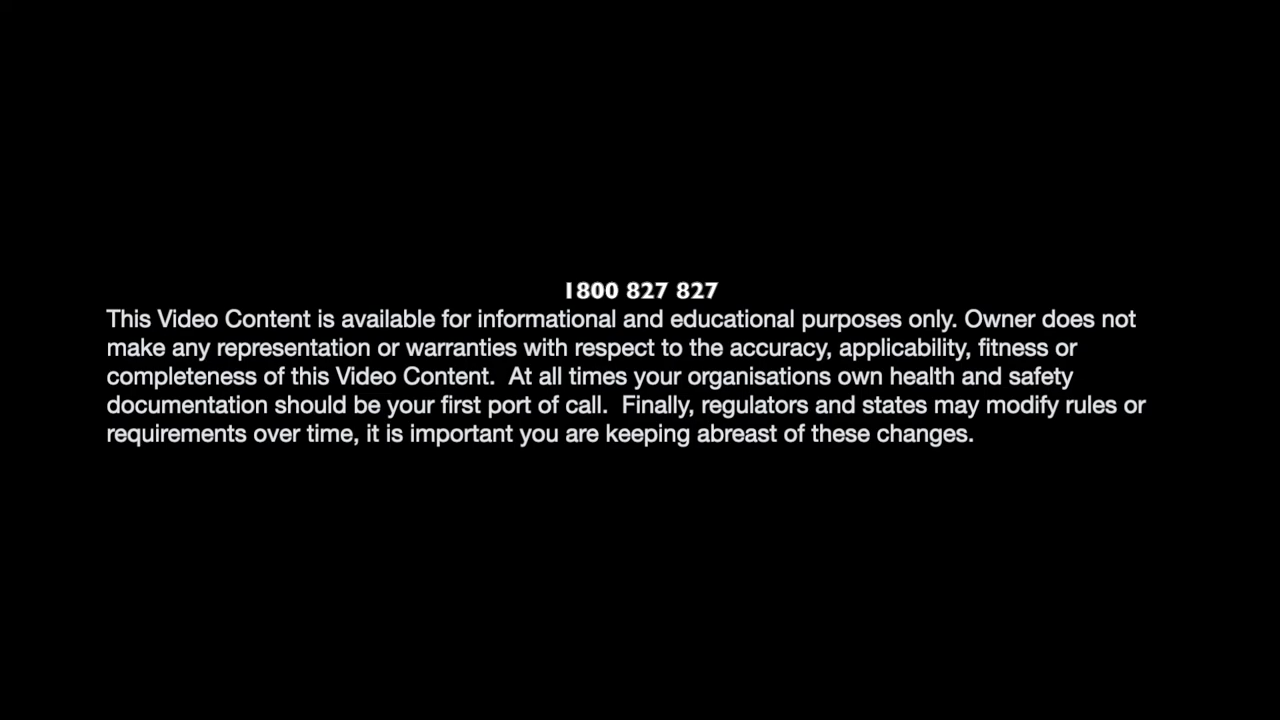 1800 827 827
This Video Content is available for informational and educational purposes only. Owner does not
make any representation or warranties with respect to the accuracy, applicability, fitness or
completeness of this Video Content.  At all times your organisations own health and safety
documentation should be your first port of call.  Finally, regulators and states may modify rules or
requirements over time, it is important you are keeping abreast of these changes.